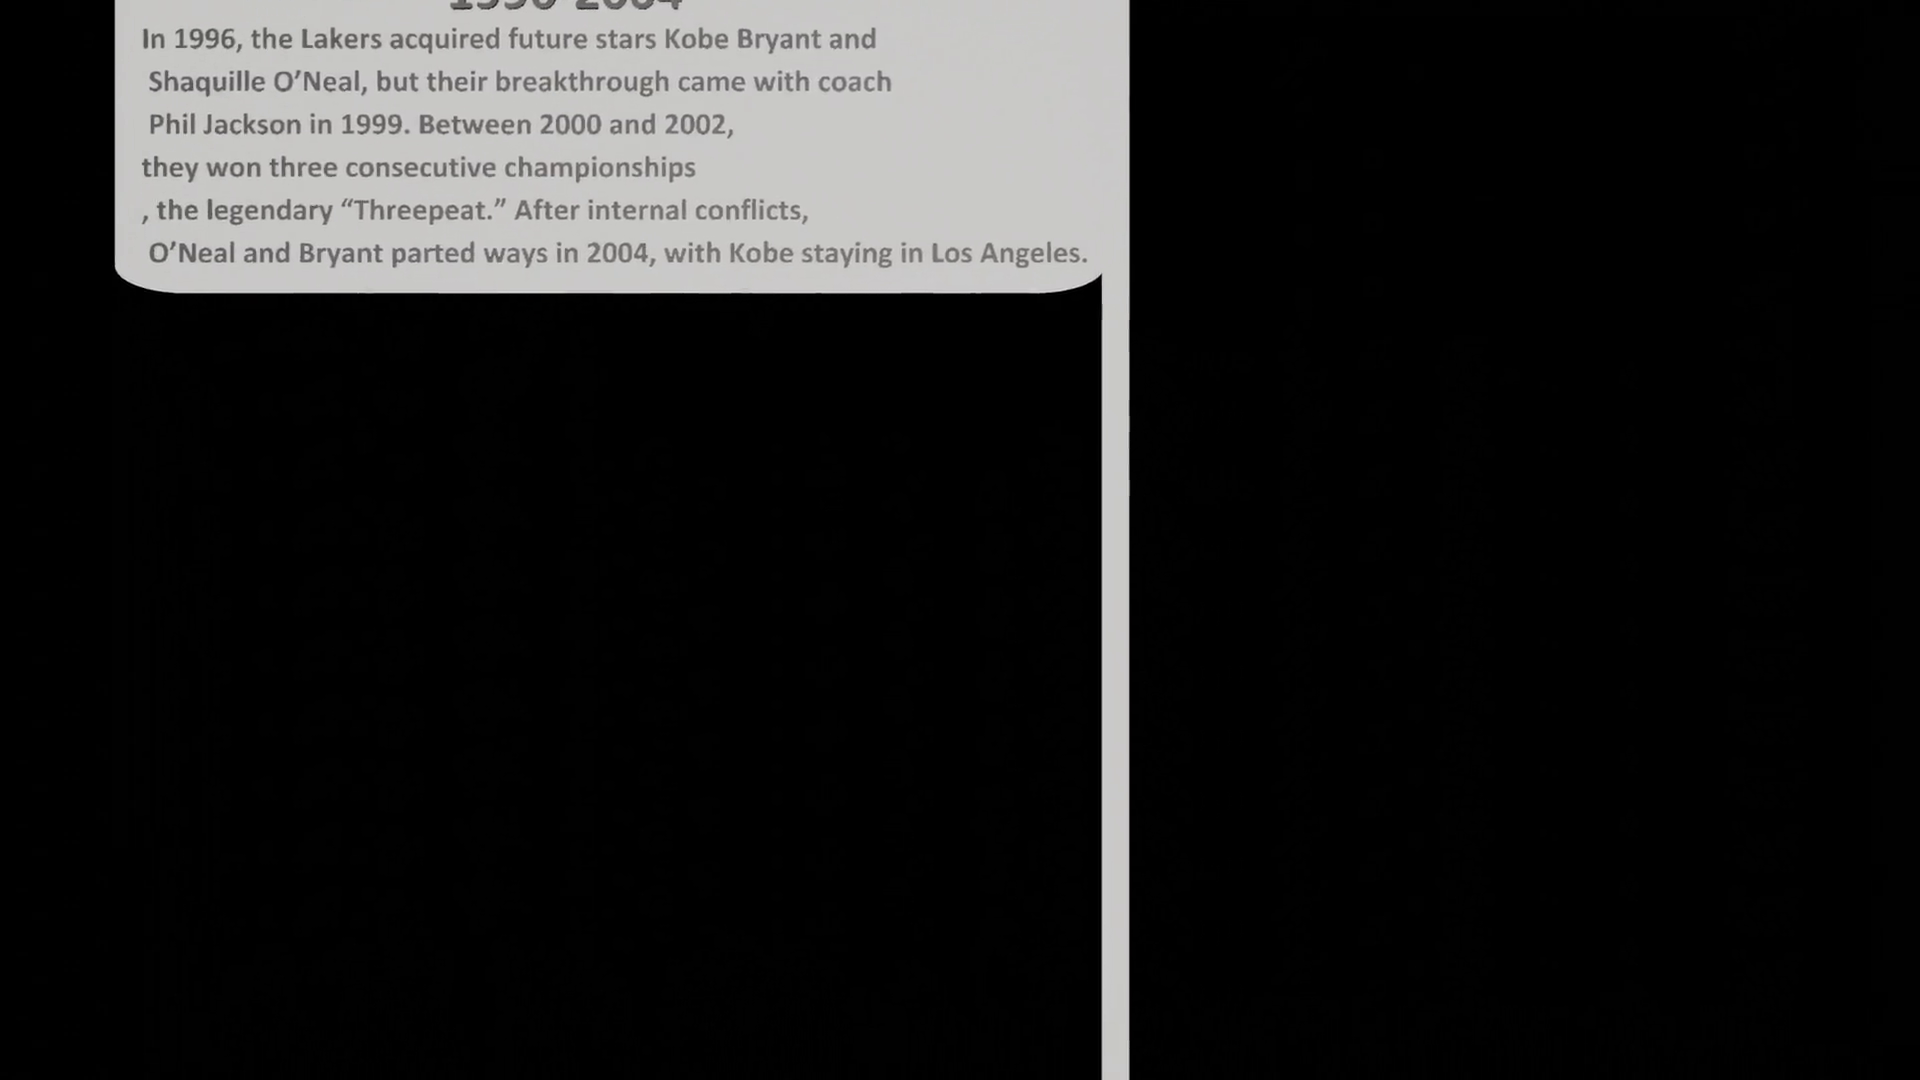 1996-2004
In 1996, the Lakers acquired future stars Kobe Bryant and
Shaquille O’Neal, but their breakthrough came with coach
Phil Jackson in 1999. Between 2000 and 2002,
they won three consecutive championships
, the legendary “Threepeat.” After internal conflicts,
O’Neal and Bryant parted ways in 2004, with Kobe staying in Los Angeles.